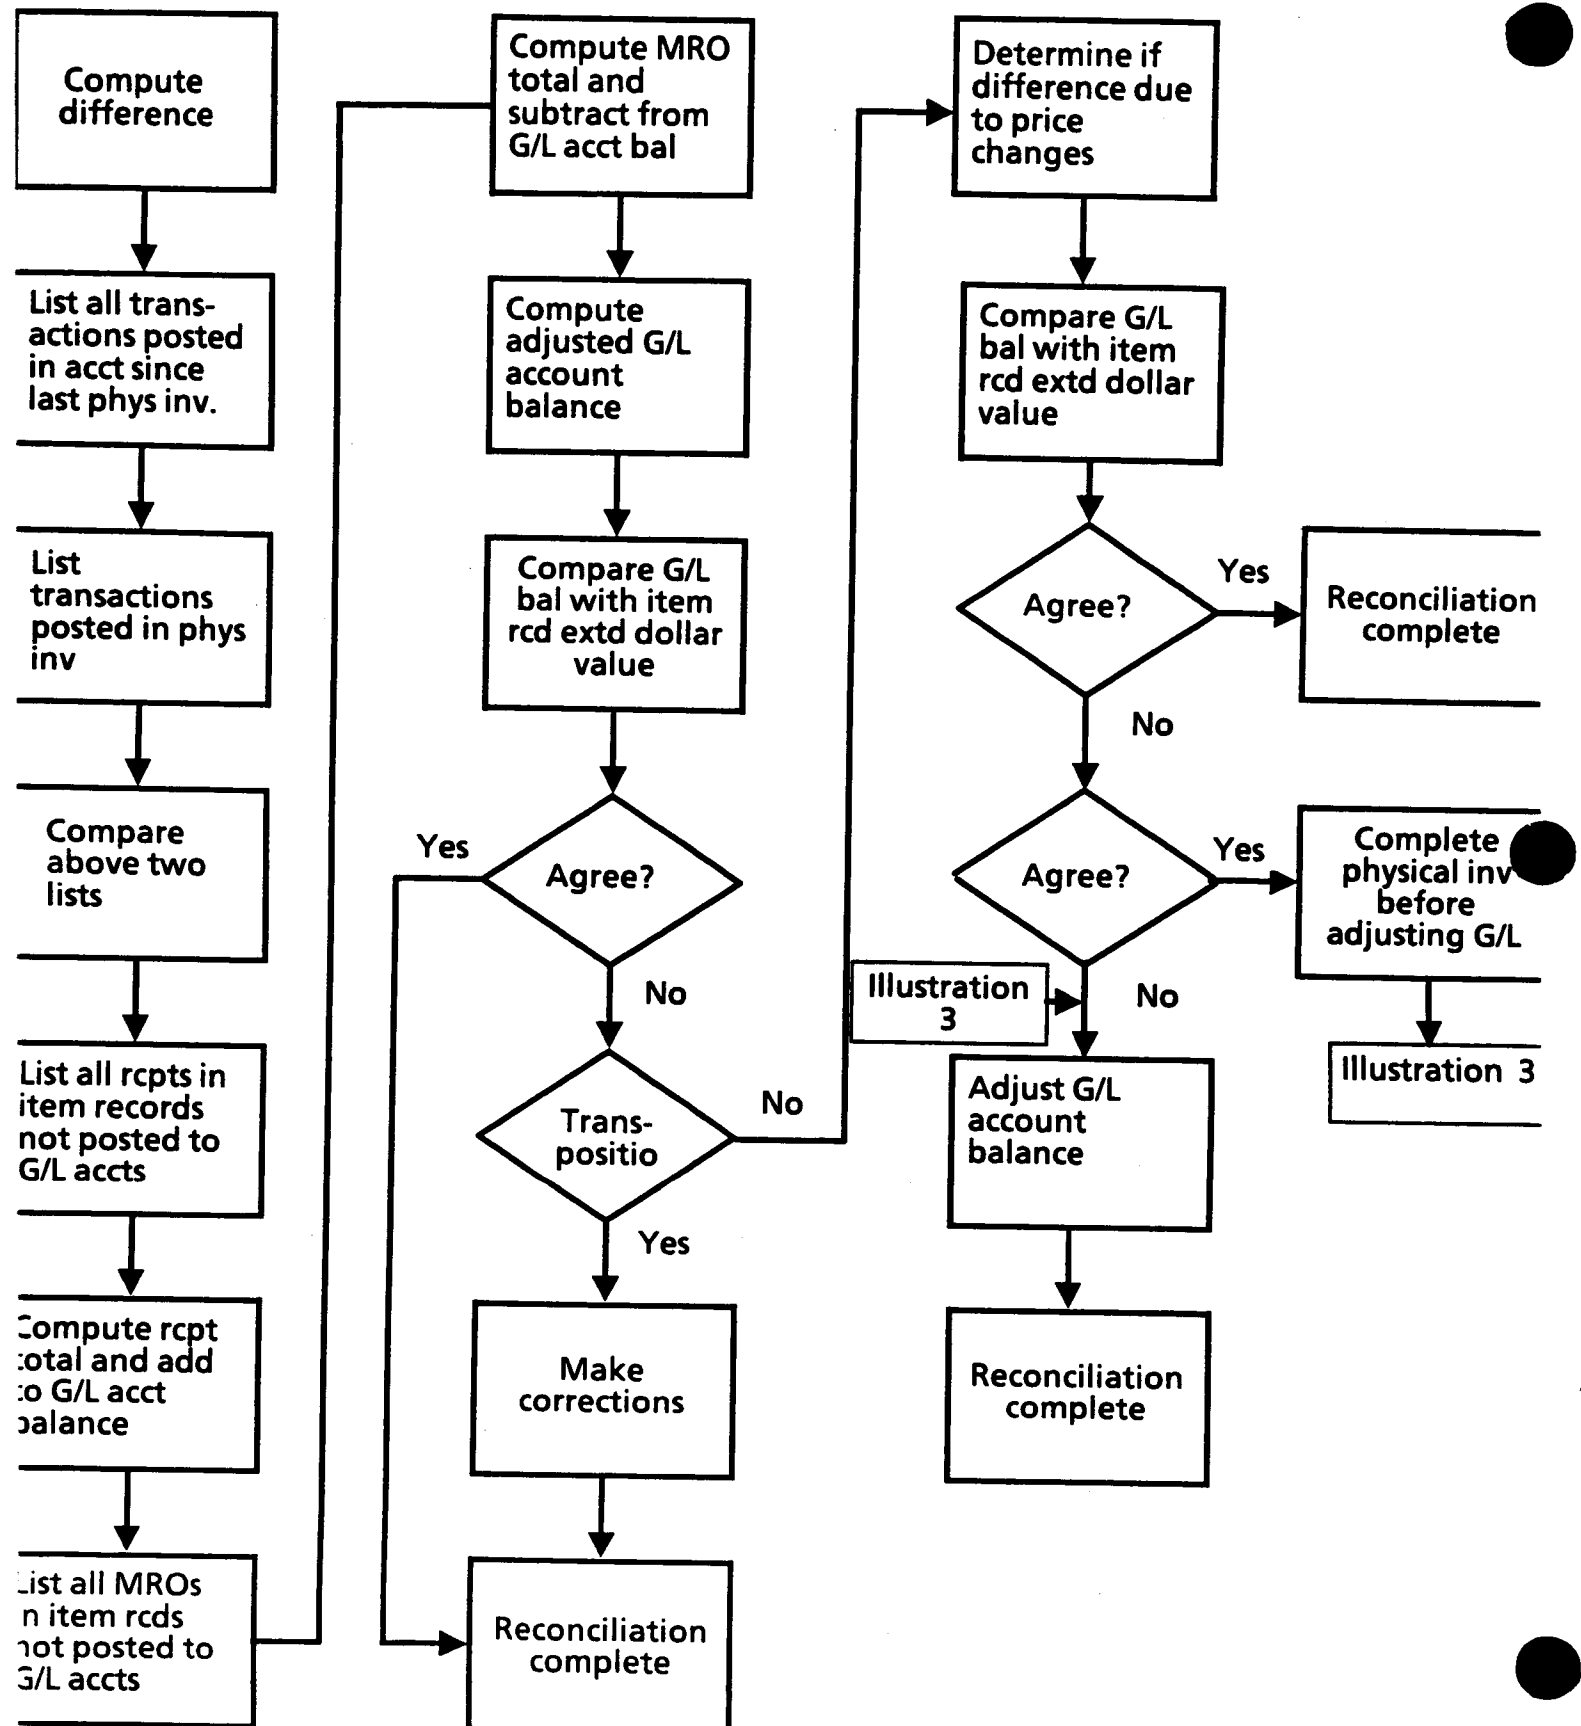 Compute
difference
List all trans-
actions posted
in acct since
last phys inv.
List
transactions
posted in phys
inv
Compare
above two
lists
List all rcpts in
item records
not posted to
G/L accts
Compute rcpt
total and add
to G/L acct
balance
List all MROs
in item rcds
not posted to
G/L accts
Compute MRO
total and
subtract from
G/L acct bal
Compute
adjusted G/L
account
balance
Compare G/L
bal with item
rcd extd dollar
value
Yes
Agree?
No
Trans-
positio
No
Yes
Make
corrections
Reconciliation
complete
Determine if
difference due
to price
changes
Compare G/L
bal with item
rcd extd dollar
value
Agree?
Yes
Reconciliation
complete
No
Agree?
Yes
Complete
physical inv
before
adjusting G/L
Illustration 3
Illustration
3
No
Adjust G/L
account
balance
Reconciliation
complete